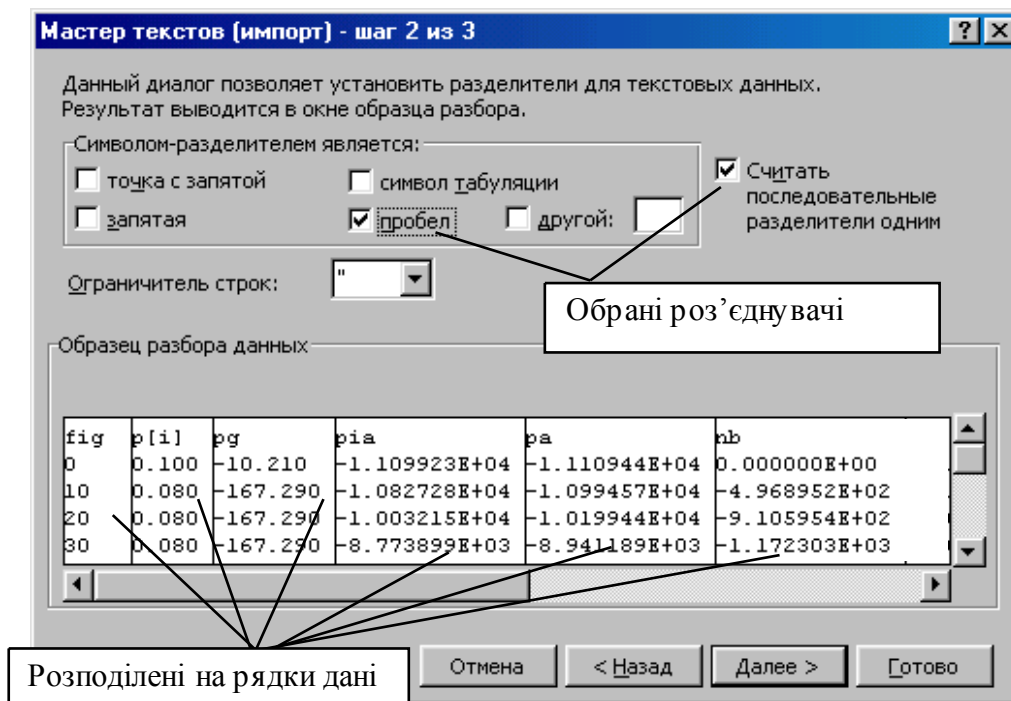 Мастер текстов (импорт) - шаг 2 из 3
Данный диалог позволяет установить разделители для текстовых данных.
Результат выводится в окне образца разбора.
Символом-разделителем является:
точка с запятой
символ табуляции
запятая
пробел
другой:
Считать
последовательные
разделители одним
Ограничитель строк: "
Обрані роз’єднувачі
Образец разбора данных
fig p[i] pg pia pa nb
0 0.100 -10.210 -1.109923E+04 -1.110944E+04 0.000000E+00
10 0.080 -167.290 -1.082728E+04 -1.099457E+04 -4.968952E+02
20 0.080 -167.290 -1.003215E+04 -1.019944E+04 -9.105954E+02
30 0.080 -167.290 -8.773899E+03 -8.941189E+03 -1.172303E+03
Розподілені на рядки дані
Отмена
< Назад
Далее >
Готово